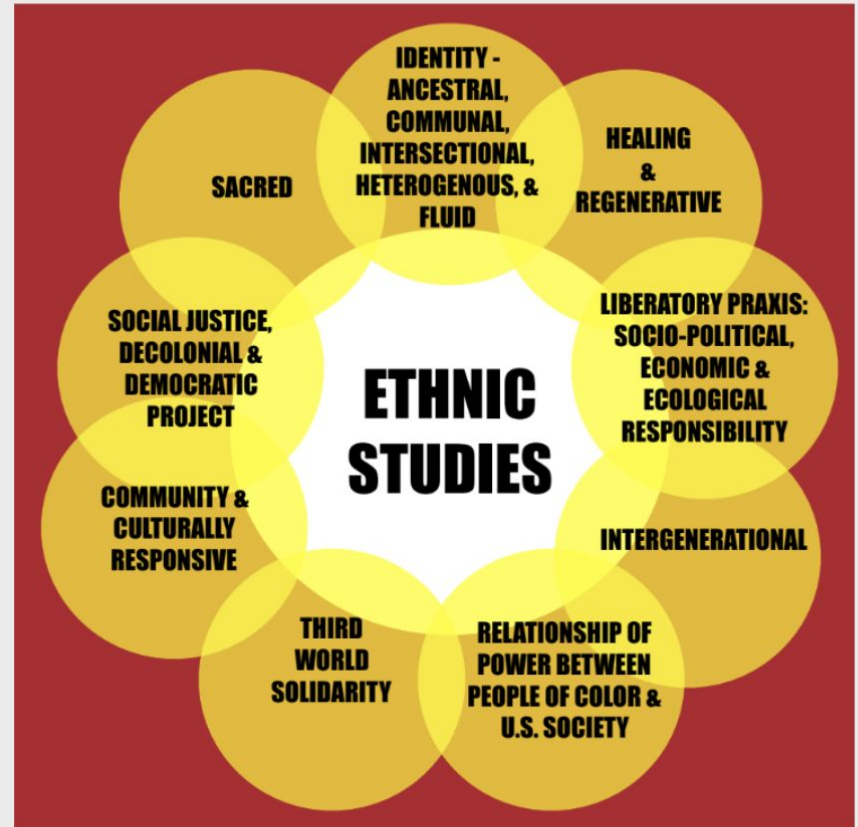 IDENTITY -
ANCESTRAL,
COMMUNAL,
INTERSECTIONAL,
HETEROGENOUS, &
FLUID
HEALING
&
REGENERATIVE
LIBERATORY PRAXIS:
SOCIO-POLITICAL,
ECONOMIC &
ECOLOGICAL
RESPONSIBILITY
INTERGENERATIONAL
RELATIONSHIP OF
POWER BETWEEN
PEOPLE OF COLOR &
U.S. SOCIETY
THIRD
WORLD
SOLIDARITY
COMMUNITY &
CULTURALLY
RESPONSIVE
SOCIAL JUSTICE,
DECOLONIAL &
DEMOCRATIC
PROJECT
SACRED
ETHNIC
STUDIES